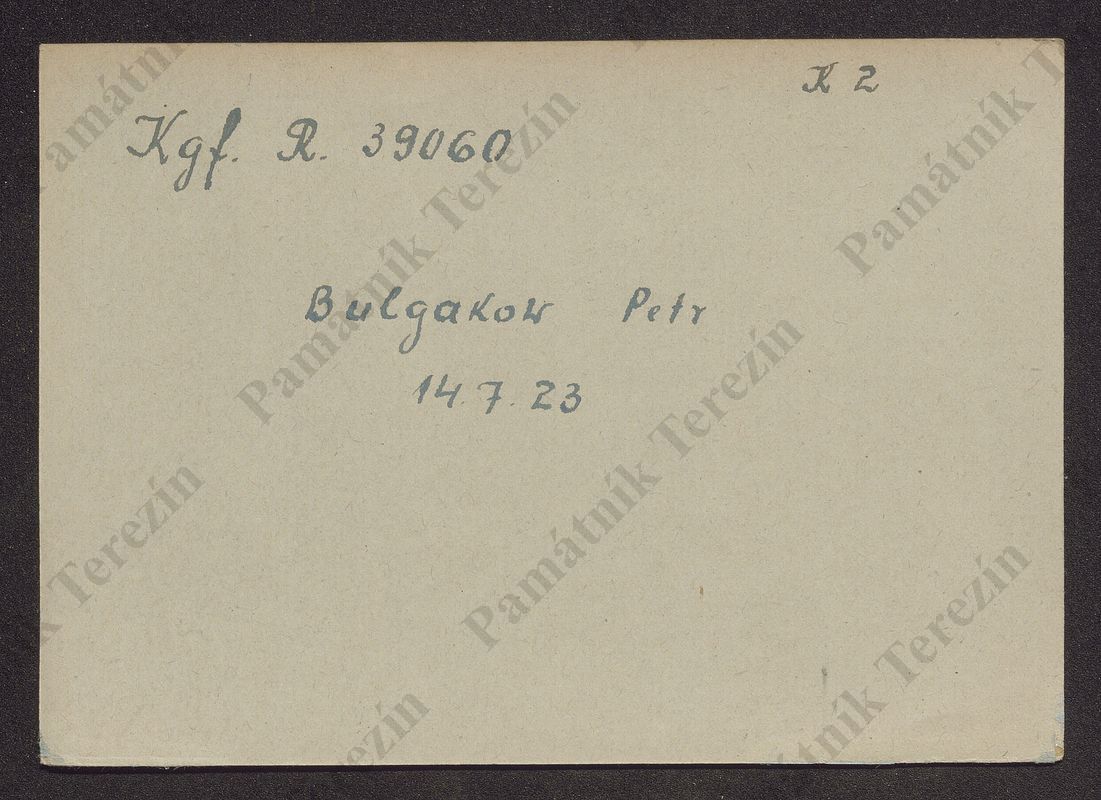 K 2
Kgf. R. 39060
Bulgakow Petr
14.7.23
Památník Terezín